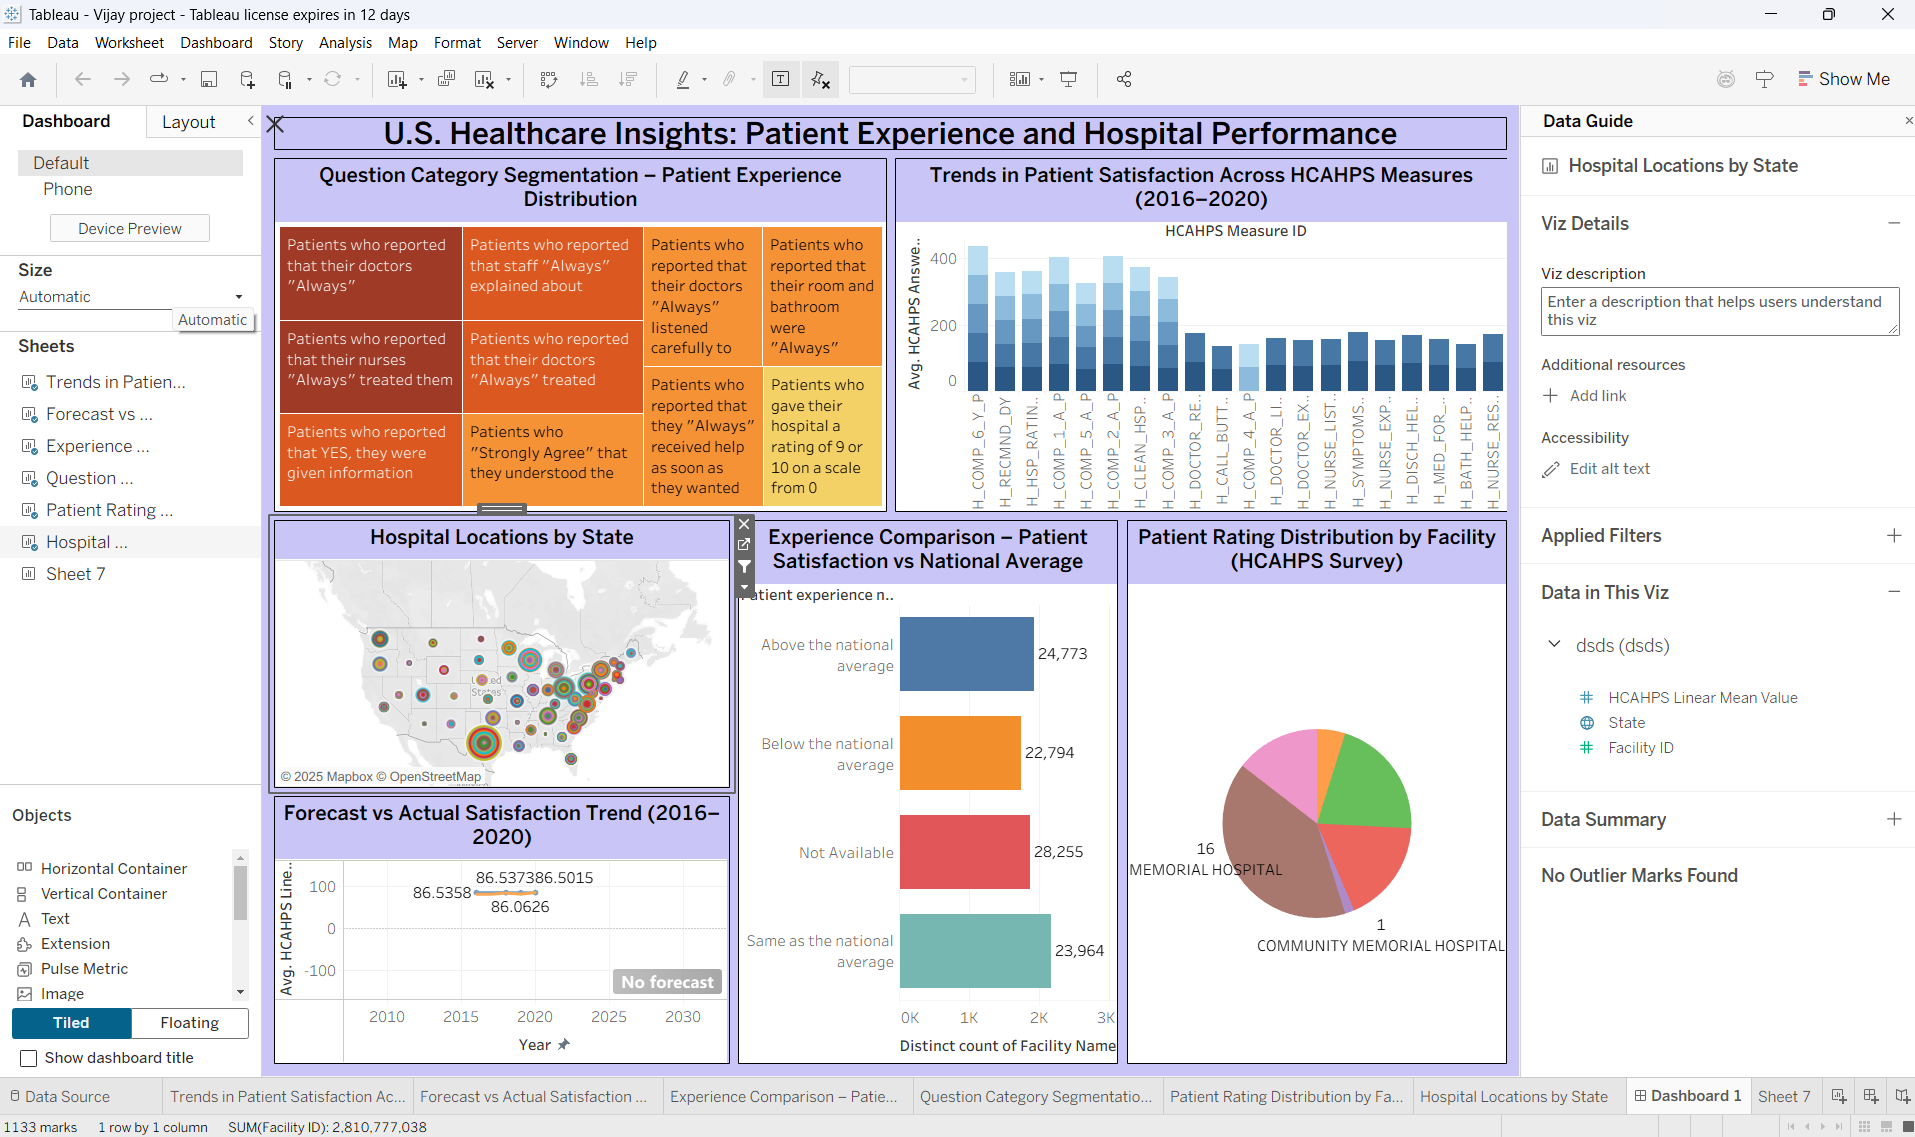 Tableau - Vijay project - Tableau license expires in 12 days
File Data Worksheet Dashboard Story Analysis Map Format Server Window Help
Show Me
Dashboard
Layout
Default
Phone
Device Preview
Size
Automatic
Automatic
Sheets
Trends in Patien...
Forecast vs ...
Experience ...
Question ...
Patient Rating ...
Hospital ...
Sheet 7
Objects
Horizontal Container
Vertical Container
Text
Extension
Pulse Metric
Image
Tiled
Floating
Show dashboard title
U.S. Healthcare Insights: Patient Experience and Hospital Performance
Question Category Segmentation – Patient Experience
Distribution
Patients who reported
that their doctors
"Always"
Patients who reported
that staff "Always"
explained about
Patients who
reported that
their doctors
"Always"
listened
carefully to
Patients who
reported that
their room and
bathroom
were
"Always"
Patients who reported
that their nurses
"Always" treated them
Patients who reported
that their doctors
"Always" treated
Patients who reported
that YES, they were
given information
Patients who
"Strongly Agree" that
they understood the
Patients who
reported that
they "Always"
received help
as soon as
they wanted
Patients who
gave their
hospital a
rating of 9 or
10 on a scale
from 0
Trends in Patient Satisfaction Across HCAHPS Measures
(2016–2020)
HCAHPS Measure ID
Avg. HCAHPS Answe..
400
200
0
H_COMP_6_Y_P
H_RECMND_DY
H_HSP_RATIN..
H_COMP_1_A_P
H_COMP_5_A_P
H_COMP_2_A_P
H_CLEAN_HSP..
H_COMP_3_A_P
H_DOCTOR_RE..
H_CALL_BUTT..
H_COMP_4_A_P
H_DOCTOR_LI..
H_DOCTOR_EX..
H_NURSE_LIST..
H_SYMPTOMS..
H_NURSE_EXP..
H_DISCH_HEL..
H_MED_FOR_..
H_BATH_HELP..
H_NURSE_RES..
Hospital Locations by State
United
States
© 2025 Mapbox © OpenStreetMap
Forecast vs Actual Satisfaction Trend (2016–
2020)
Avg. HCAHPS Line..
100
0
-100
86.5358
86.5373
86.5015
86.0626
No forecast
2010
2015
2020
2025
2030
Year
Experience Comparison – Patient
Satisfaction vs National Average
Patient experience n..
Above the national
average
24,773
Below the national
average
22,794
Not Available
28,255
Same as the national
average
23,964
0K
1K
2K
3K
Distinct count of Facility Name
Patient Rating Distribution by Facility
(HCAHPS Survey)
16
MEMORIAL HOSPITAL
1
COMMUNITY MEMORIAL HOSPITAL
Data Guide
Hospital Locations by State
Viz Details
Viz description
Enter a description that helps users understand
this viz
Additional resources
Add link
Accessibility
Edit alt text
Applied Filters
Data in This Viz
dsds (dsds)
HCAHPS Linear Mean Value
State
Facility ID
Data Summary
No Outlier Marks Found
Data Source
Trends in Patient Satisfaction Ac...
Forecast vs Actual Satisfaction ...
Experience Comparison – Patie...
Question Category Segmentatio...
Patient Rating Distribution by Fa...
Hospital Locations by State
Dashboard 1
Sheet 7
1133 marks
1 row by 1 column
SUM(Facility ID): 2,810,777,038